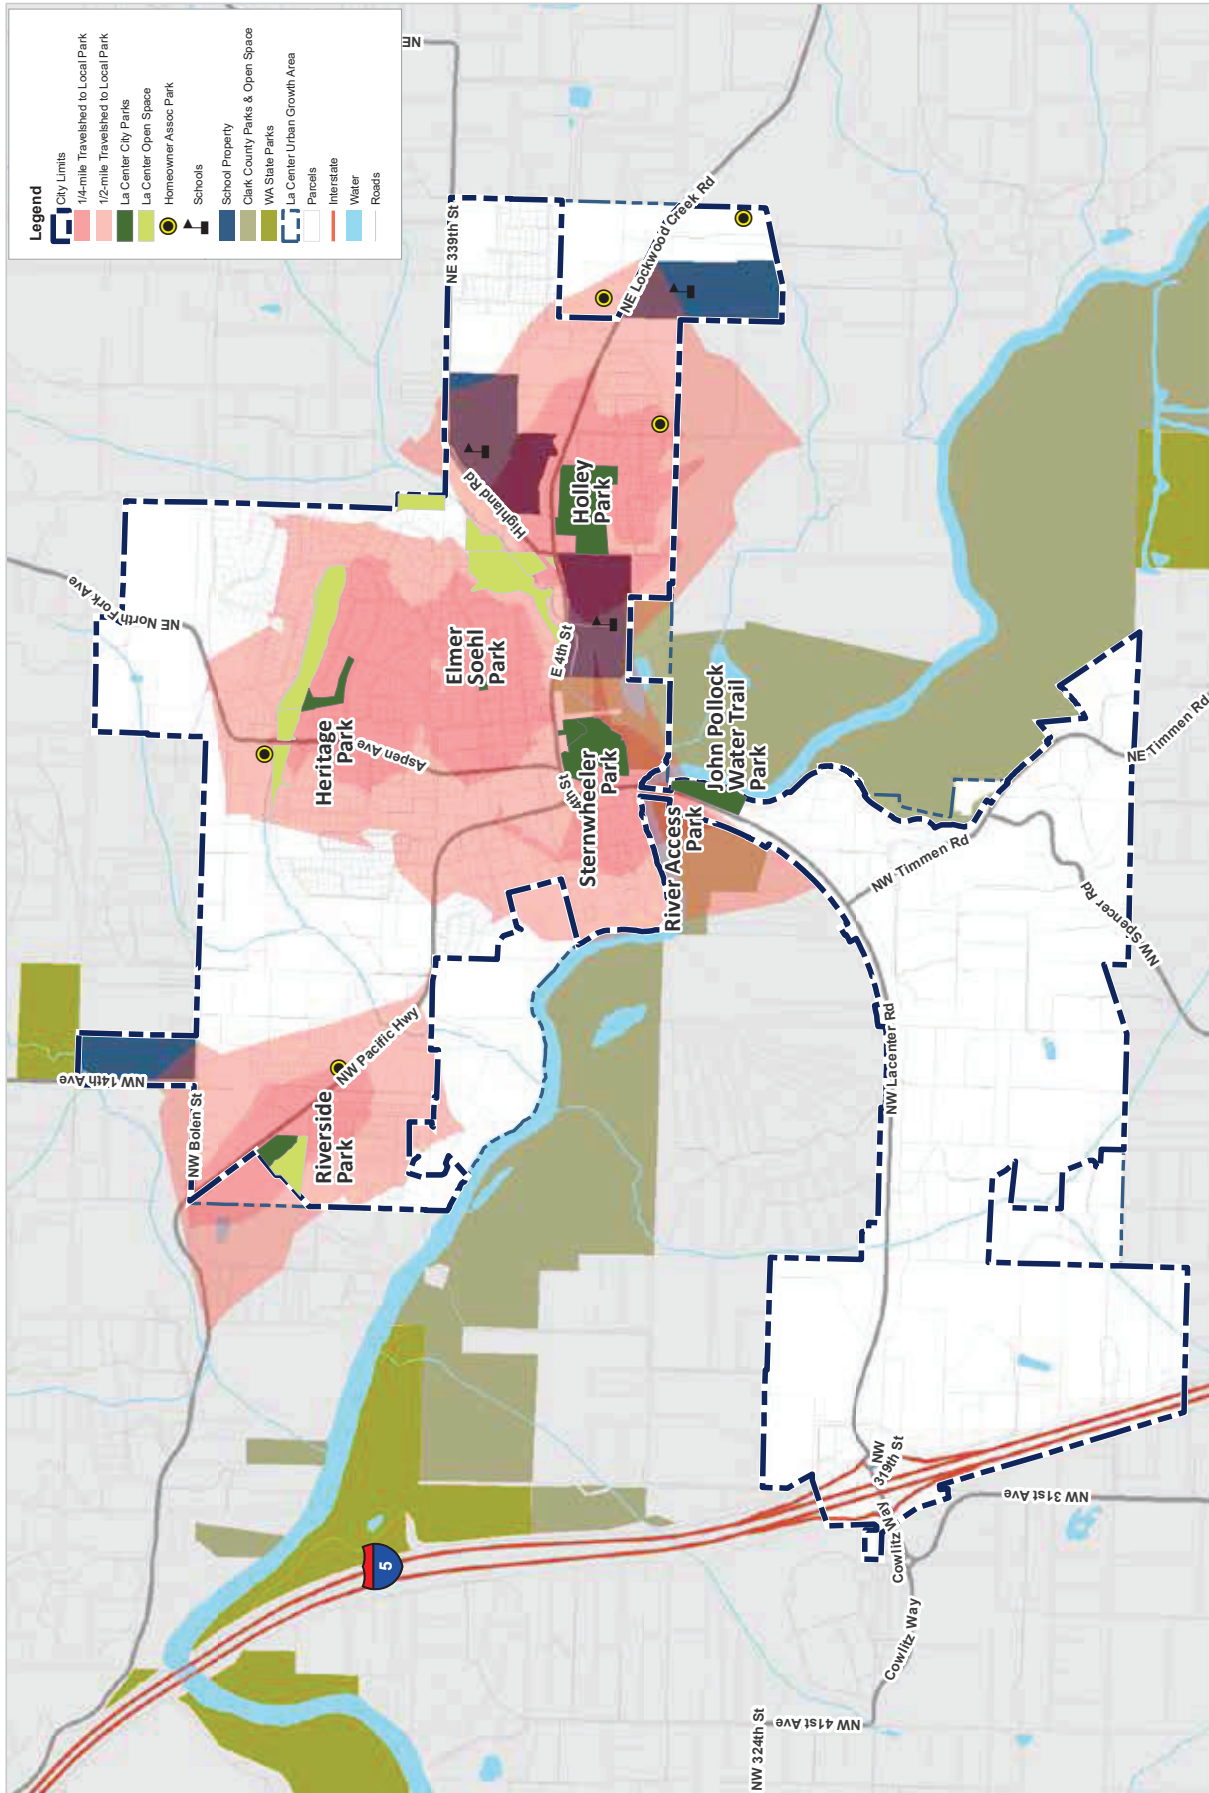 Legend
City Limits
1/4-mile Travelshed to Local Park
1/2-mile Travelshed to Local Park
La Center City Parks
La Center Open Space
Homeowner Assoc Park
Schools
School Property
Clark County Parks & Open Space
WA State Parks
La Center Urban Growth Area
Parcels
Interstate
Water
Roads
NE
NE 339th St
NE Lockwood Creek Rd
Highland Rd
Holley
Park
NE North Fork Ave
Elmer
Soehl
Park
E 4th St
Heritage
Park
Aspen Ave
4th St
Sternwheeler
Park
John Pollock
Water Trail
Park
River Access
Park
NE Timmen Rd
NW Timmen Rd
NW Spencer Rd
NW Pacific Hwy
NW 14th Ave
NW Bolen St
Riverside
Park
NW Lacenter Rd
NW
319th St
NW 31st Ave
Cowlitz Way
Cowlitz Way
5
NW 41st Ave
NW 324th St